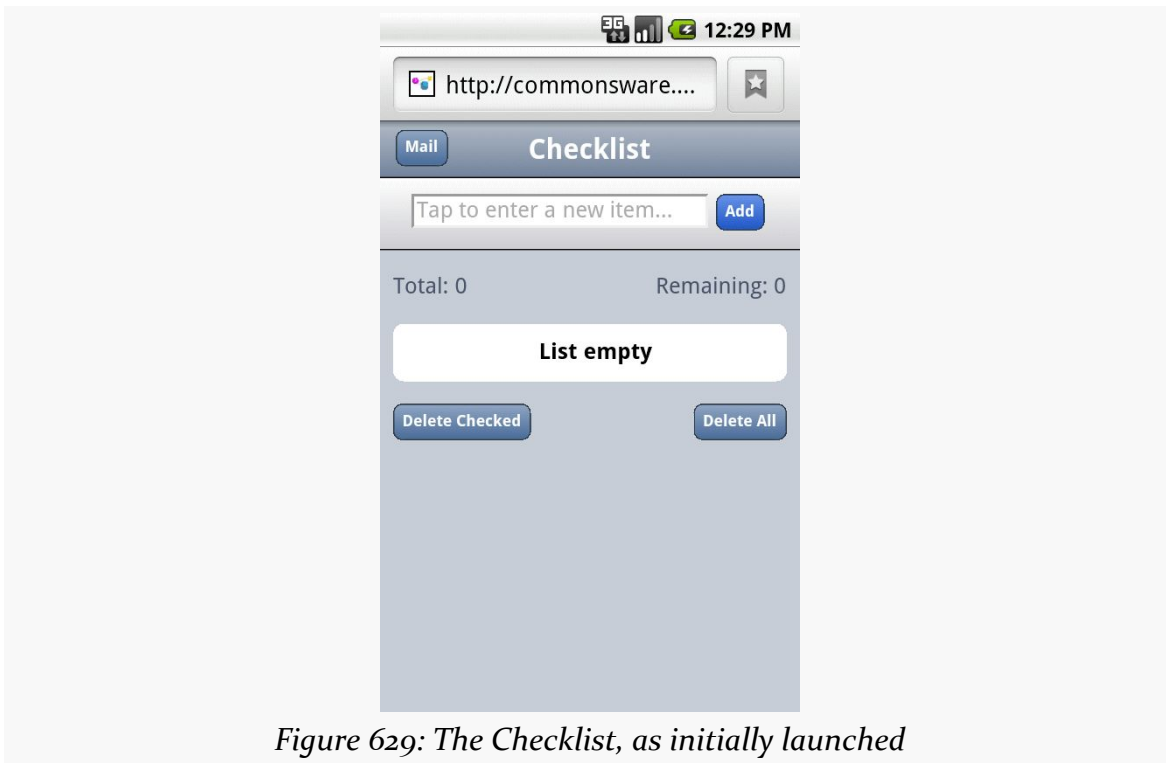 3G 12:29 PM
http://commonsware....
Mail Checklist
Tap to enter a new item... Add
Total: 0 Remaining: 0
List empty
Delete Checked Delete All
Figure 629: The Checklist, as initially launched